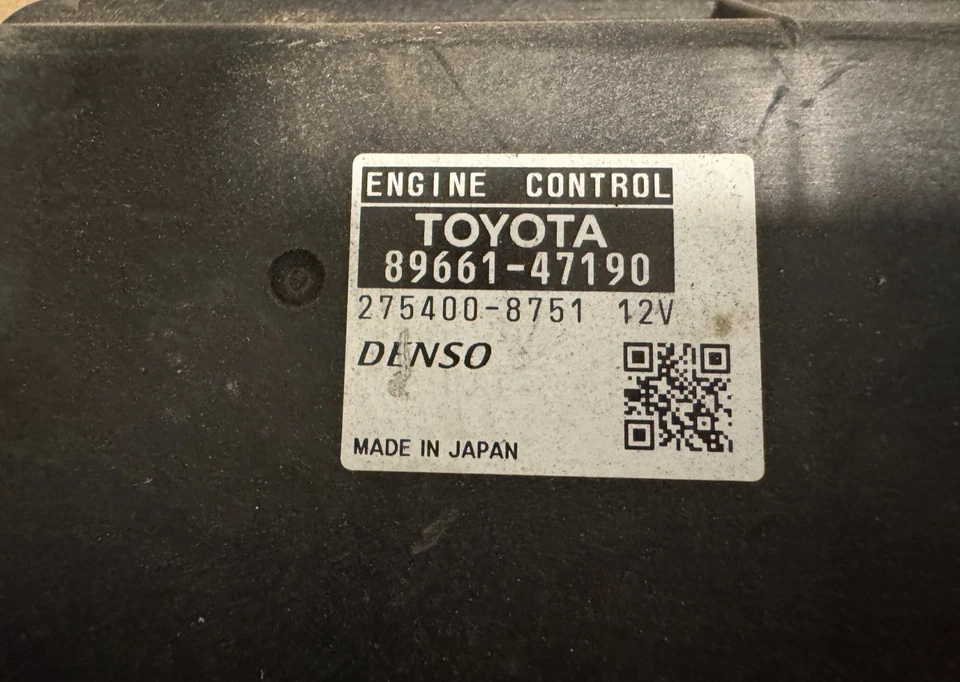 ENGINE CONTROL
TOYOTA
89661-47190
275400-8751 12V
DENSO
MADE IN JAPAN